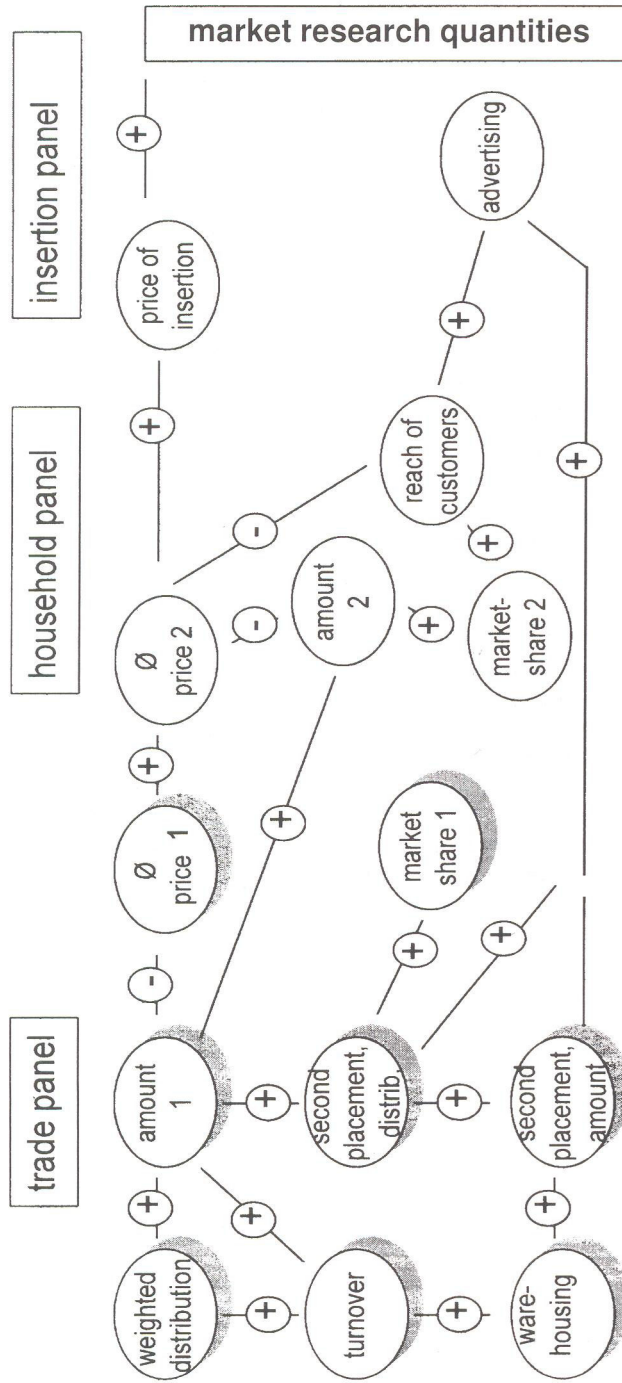 trade panel
household panel
insertion panel
market research quantities
weighted
distribution
+
amount
1
-
Ø
price 1
+
Ø
price 2
+
price of
insertion
+
+
+
+
+
-
-
turnover
second
placement,
distrib.
+
market
share 1
amount
2
reach of
customers
+
advertising
+
+
+
+
+
market-
share 2
+
ware-
housing
+
second
placement,
amount